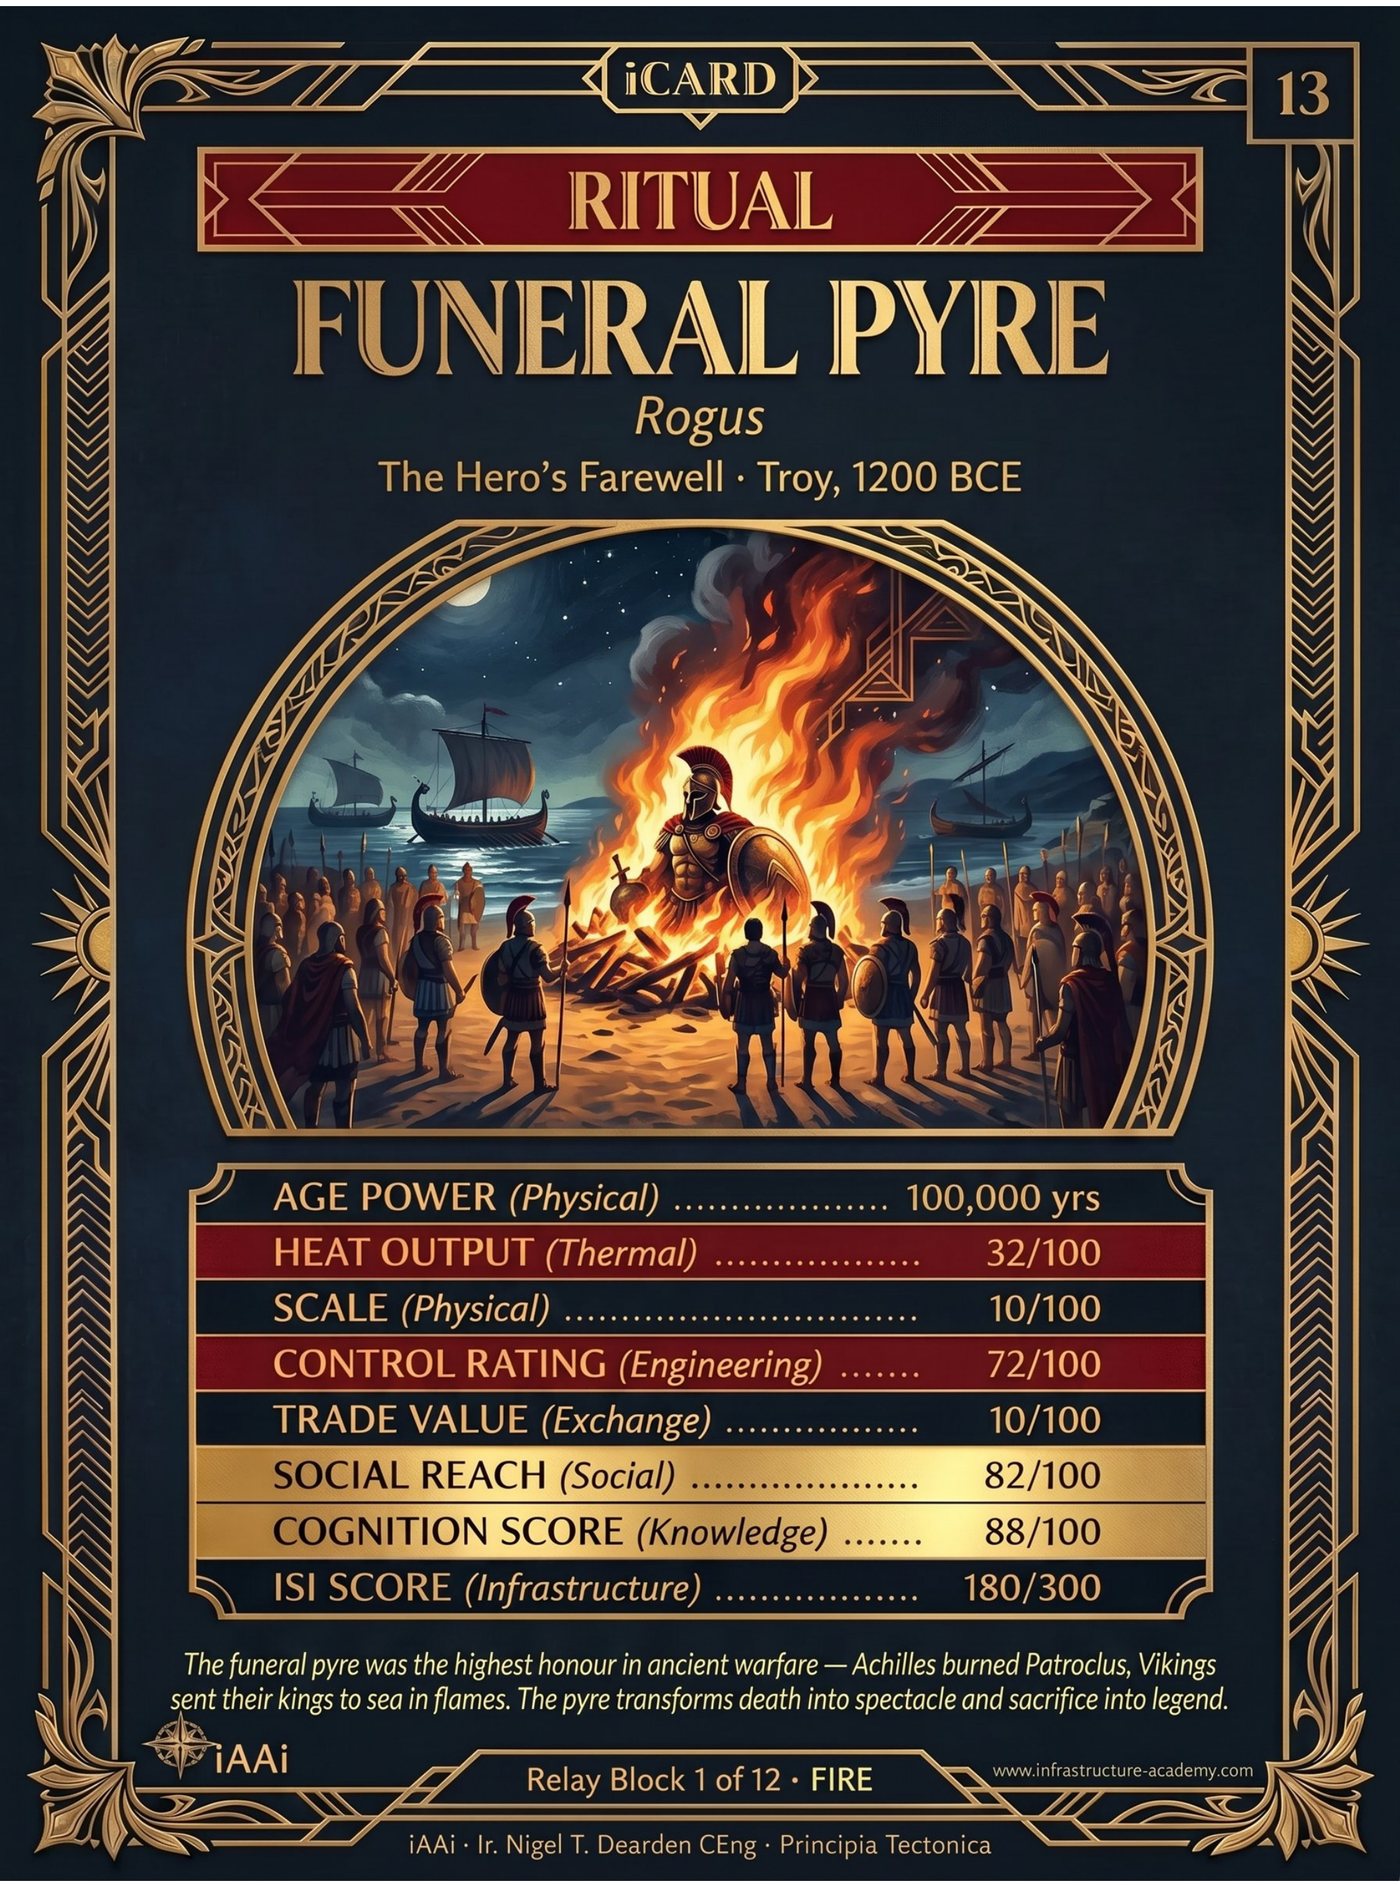 iCARD
13
RITUAL
FUNERAL PYRE
Rogus
The Hero's Farewell · Troy, 1200 BCE
AGE POWER (Physical) ................... 100,000 yrs
HEAT OUTPUT (Thermal) .................. 32/100
SCALE (Physical) ............................... 10/100
CONTROL RATING (Engineering) ....... 72/100
TRADE VALUE (Exchange) ................. 10/100
SOCIAL REACH (Social) .................... 82/100
COGNITION SCORE (Knowledge) ....... 88/100
ISI SCORE (Infrastructure) .................. 180/300
The funeral pyre was the highest honour in ancient warfare — Achilles burned Patroclus, Vikings
sent their kings to sea in flames. The pyre transforms death into spectacle and sacrifice into legend.
iAAi
Relay Block 1 of 12 · FIRE
www.infrastructure-academy.com
iAAi · Ir. Nigel T. Dearden CEng · Principia Tectonica